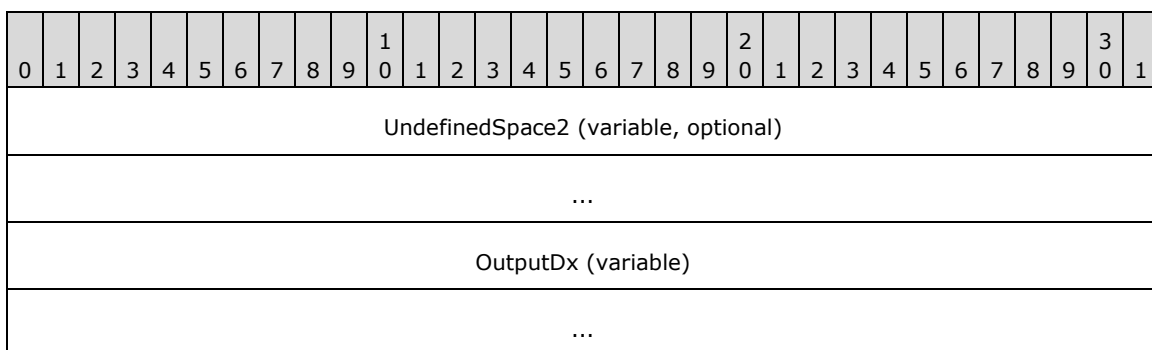 1 2 3
0 1 2 3 4 5 6 7 8 9 0 1 2 3 4 5 6 7 8 9 0 1 2 3 4 5 6 7 8 9 0 1
UndefinedSpace2 (variable, optional)
...
OutputDx (variable)
...